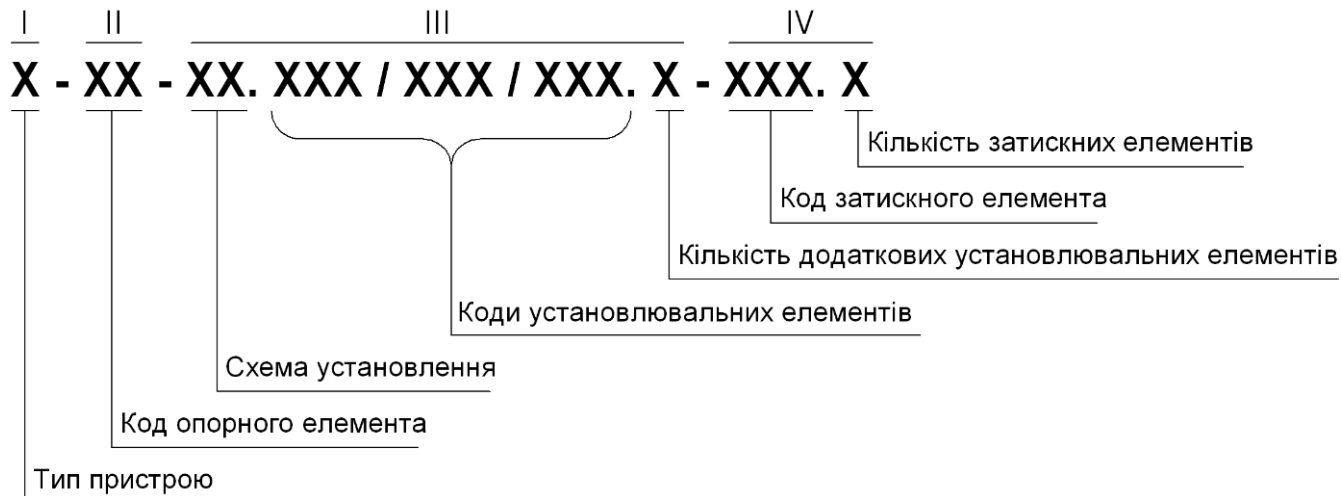 I II III IV
X - XX - XX. XXX / XXX / XXX. X - XXX. X
Кількість затискних елементів
Код затискного елемента
Кількість додаткових установлювальних елементів
Коди установлювальних елементів
Схема установлення
Код опорного елемента
Тип пристрою